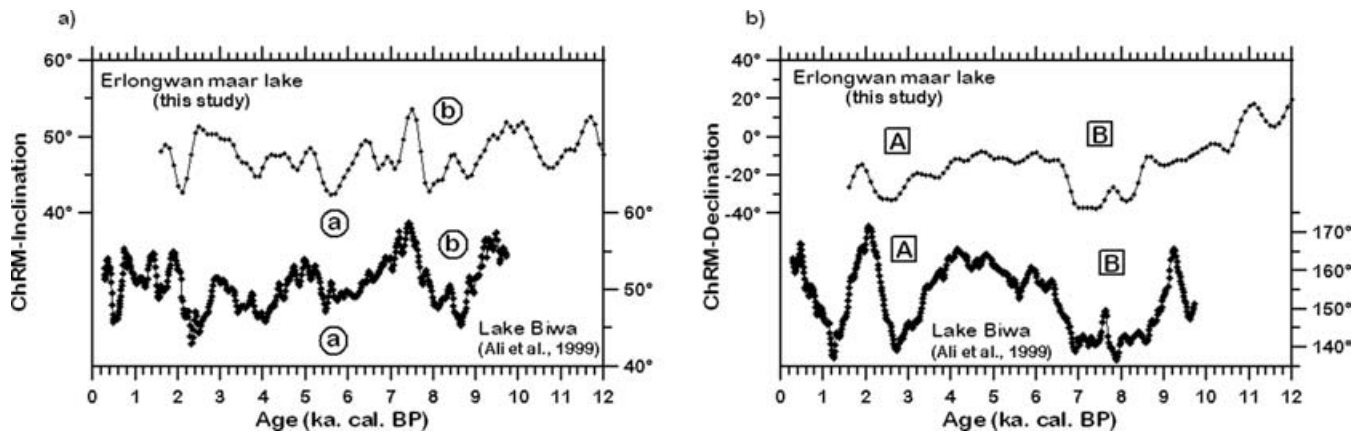 a)
60°
50°
40°
ChRM-Inclination
Erlongwan maar lake
(this study)
b
a
60°
50°
40°
b
a
Lake Biwa
(Ali et al., 1999)
0 1 2 3 4 5 6 7 8 9 10 11 12
Age (ka. cal. BP)
b)
40°
20°
0°
-20°
-40°
ChRM-Declination
Erlongwan maar lake
(this study)
A B
170°
160°
150°
140°
A B
Lake Biwa
(Ali et al., 1999)
0 1 2 3 4 5 6 7 8 9 10 11 12
Age (ka. cal. BP)